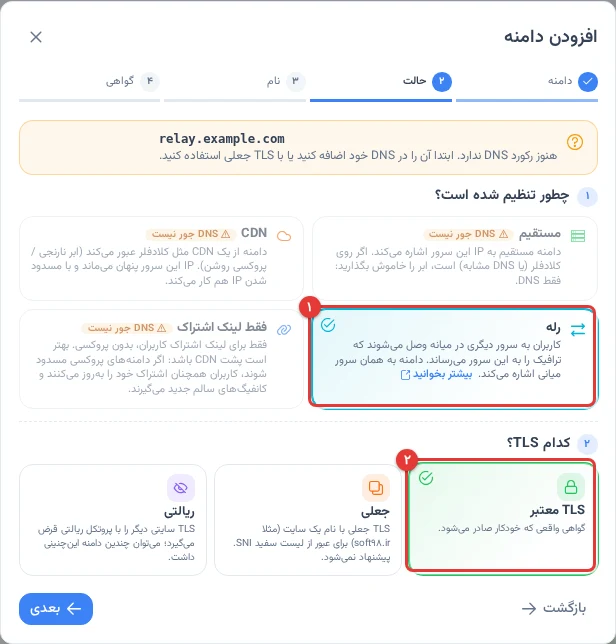 افزودن دامنه
دامنه
۲ حالت
۳ نام
۴ گواهی
relay.example.com
هنوز رکورد DNS ندارد. ابتدا آن را در DNS خود اضافه کنید یا با TLS جعلی استفاده کنید.
۱ چطور تنظیم شده است؟
مستقیم
DNS جور نیست
دامنه مستقیم به IP این سرور اشاره می‌کند. اگر روی
کلادفلر (یا DNS مشابه) است، ابر را خاموش بگذارید:
فقط DNS.
CDN
DNS جور نیست
دامنه از یک CDN مثل کلادفلر عبور می‌کند (ابر نارنجی /
پروکسی روشن). IP این سرور پنهان می‌ماند و با مسدود
شدن IP هم کار می‌کند.
۱
رله
کاربران به سرور دیگری در میانه وصل می‌شوند که
ترافیک را به این سرور می‌رساند. دامنه به همان سرور
میانی اشاره می‌کند. بیشتر بخوانید
فقط لینک اشتراک
DNS جور نیست
فقط برای لینک اشتراک کاربران، بدون پروکسی. بهتر
است پشت CDN باشد: اگر دامنه‌های پروکسی مسدود
شوند، کاربران همچنان اشتراک خود را به‌روز می‌کنند و
کانفیگ‌های سالم جدید می‌گیرند.
۲ کدام TLS؟
۲
TLS معتبر
گواهی واقعی که خودکار صادر می‌شود.
جعلی
TLS جعلی با نام یک سایت (مثلا
soft98.ir) برای عبور از لیست سفید SNI.
پیشنهاد نمی‌شود.
ریالتی
TLS سایتی دیگر را با پروتکل ریالتی قرض
می‌گیرد؛ می‌توان چندین دامنه این‌چنینی
داشت.
بازگشت
بعدی